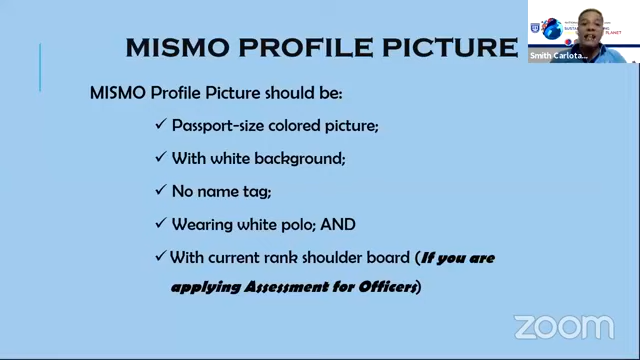 MISMO PROFILE PICTURE
MISMO Profile Picture should be:
✓ Passport-size colored picture;
✓ With white background;
✓ No name tag;
✓ Wearing white polo; AND
✓ With current rank shoulder board (If you are
applying Assessment for Officers)
PLANET
Smith Carlota...
zoom